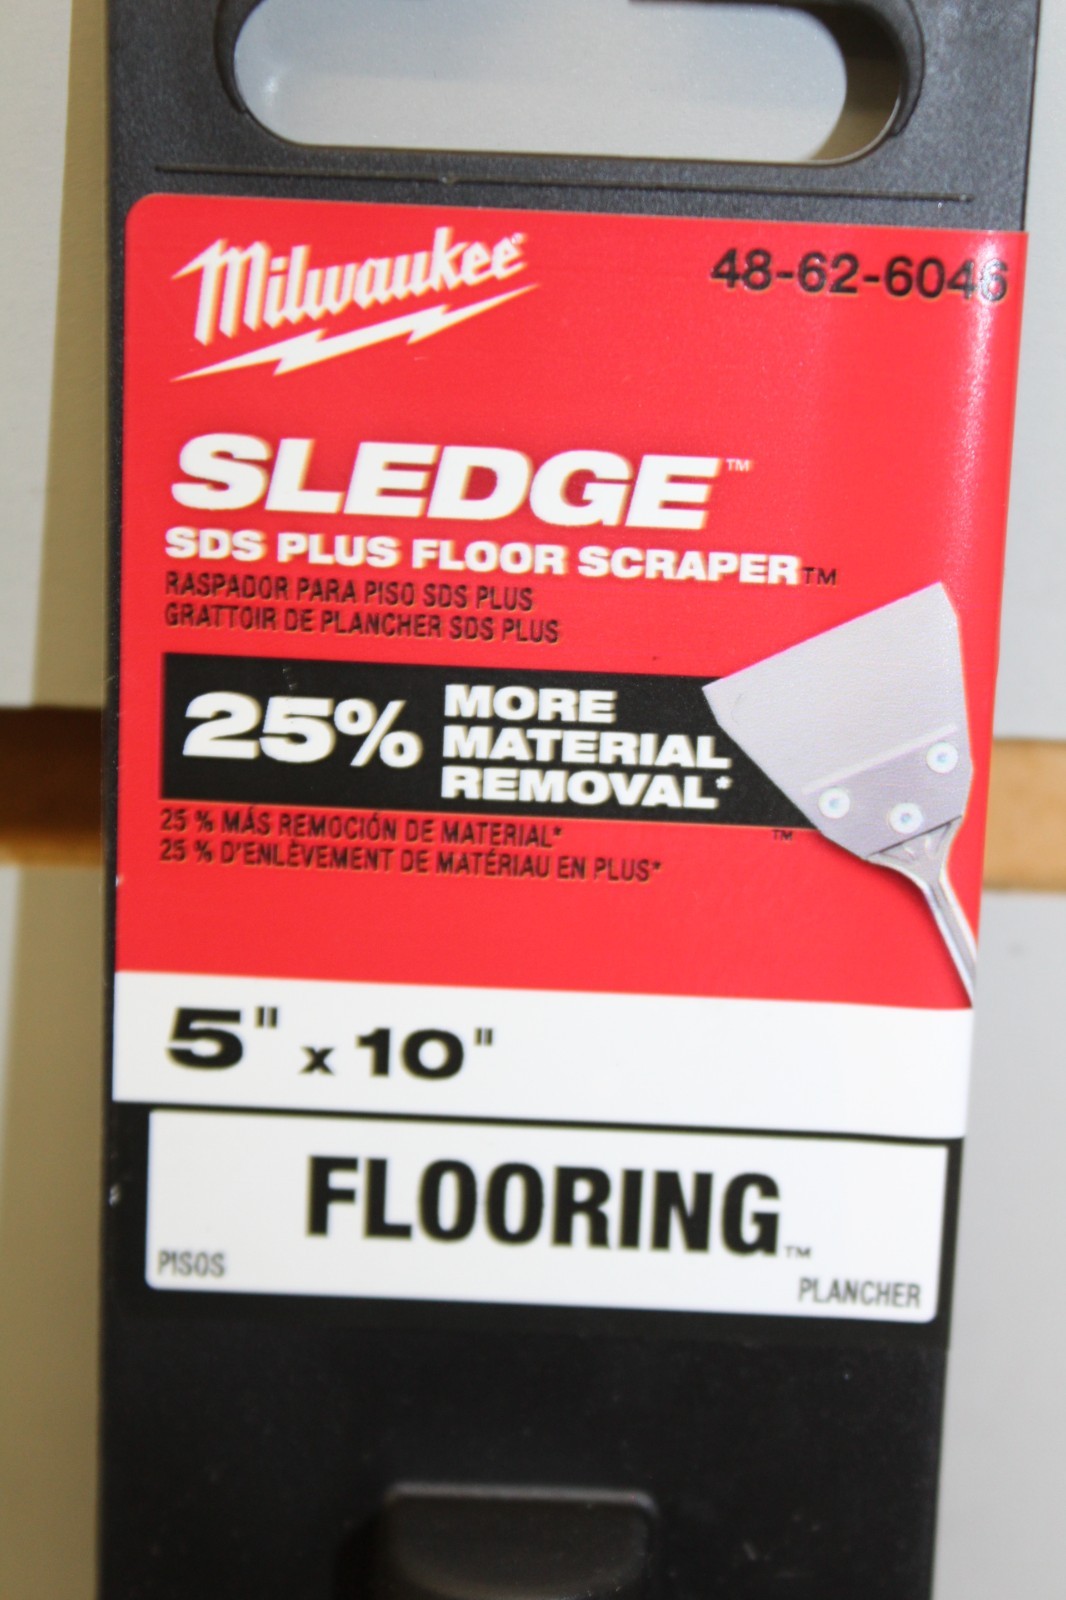 Milwaukee
48-62-6046
SLEDGE™
SDS PLUS FLOOR SCRAPER™
RASPADOR PARA PISO SDS PLUS
GRATTOIR DE PLANCHER SDS PLUS
25% MORE
MATERIAL
REMOVAL*
™
25 % MÁS REMOCIÓN DE MATERIAL*
25 % D'ENLÈVEMENT DE MATÉRIAU EN PLUS*
5" x 10"
FLOORING™
PISOS
PLANCHER